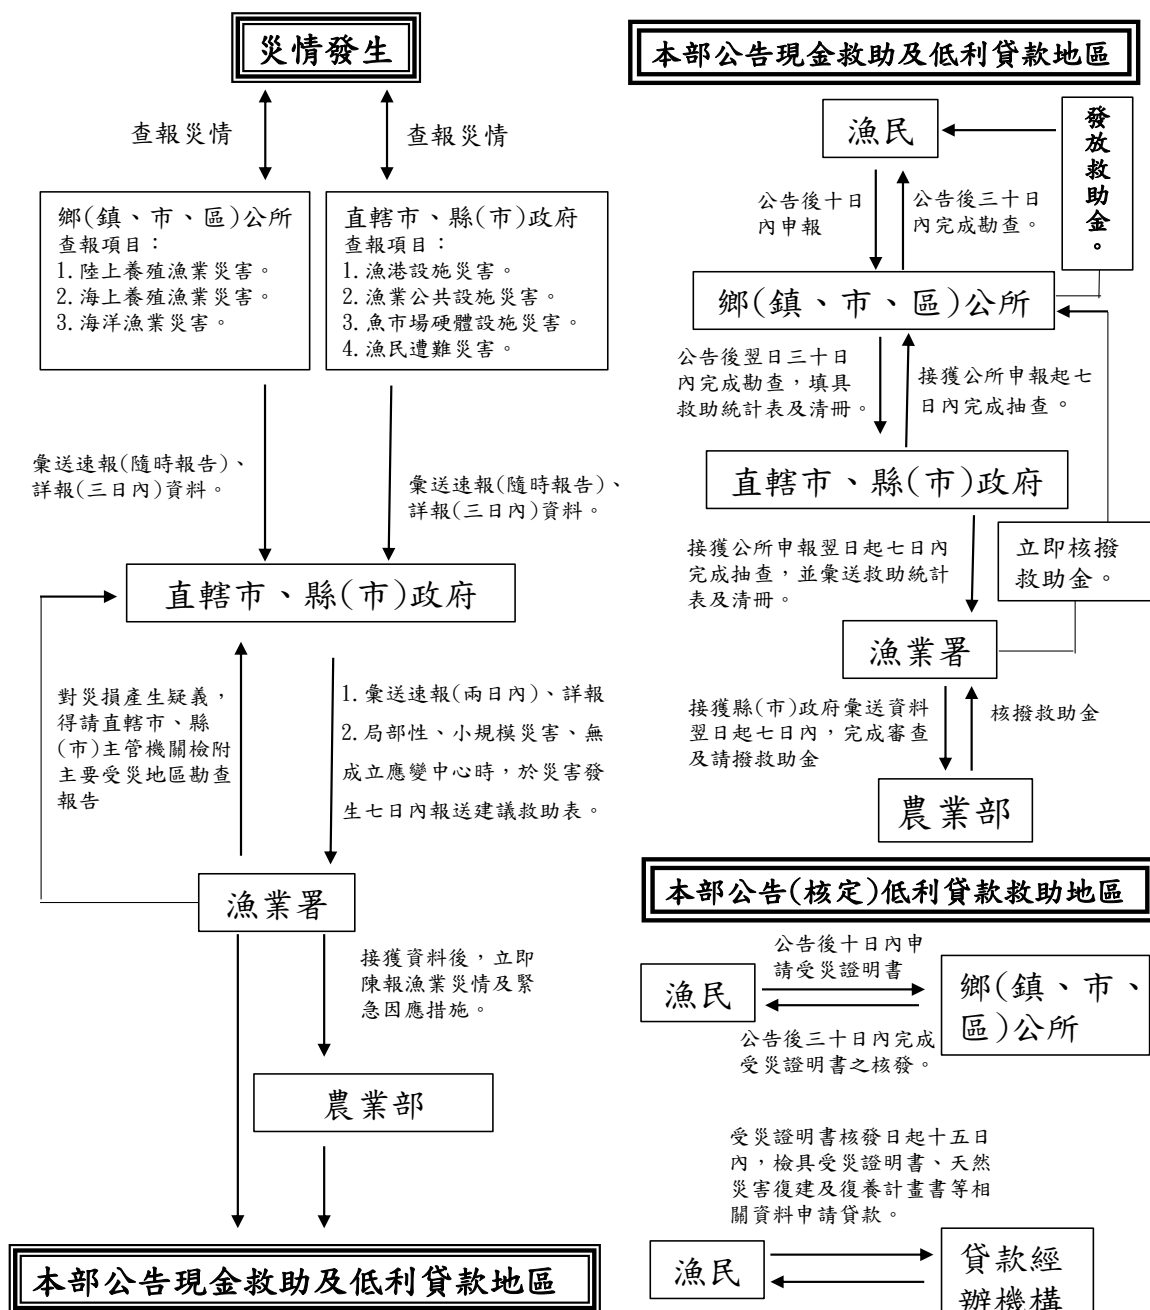 災情發生
查報災情
查報災情
鄉(鎮、市、區)公所
查報項目：
1.陸上養殖漁業災害。
2.海上養殖漁業災害。
3.海洋漁業災害。
直轄市、縣(市)政府
查報項目：
1.漁港設施災害。
2.漁業公共設施災害。
3.魚市場硬體設施災害。
4.漁民遭難災害。
彙送速報(隨時報告)、
詳報(三日內)資料。
彙送速報(隨時報告)、
詳報(三日內)資料。
直轄市、縣(市)政府
對災損產生疑義，
得請直轄市、縣
(市)主管機關檢附
主要受災地區勘查
報告
1.彙送速報(兩日內)、詳報
2.局部性、小規模災害、無
成立應變中心時，於災害發
生七日內報送建議救助表。
漁業署
接獲資料後，立即
陳報漁業災情及緊
急因應措施。
農業部
本部公告現金救助及低利貸款地區
本部公告現金救助及低利貸款地區
漁民
發放救助金。
公告後十日
內申報
公告後三十日
內完成勘查。
鄉(鎮、市、區)公所
公告後翌日三十日
內完成勘查，填具
救助統計表及清冊。
接獲公所申報起七
日內完成抽查。
直轄市、縣(市)政府
接獲公所申報翌日起七日內
完成抽查，並彙送救助統計
表及清冊。
立即核撥
救助金。
漁業署
接獲縣(市)政府彙送資料
翌日起七日內，完成審查
及請撥救助金
核撥救助金
農業部
本部公告(核定)低利貸款救助地區
公告後十日內申
請受災證明書
漁民
鄉(鎮、市、
區)公所
公告後三十日內完成
受災證明書之核發。
受災證明書核發日起十五日
內，檢具受災證明書、天然
災害復建及復養計畫書等相
關資料申請貸款。
漁民
貸款經
辦機構